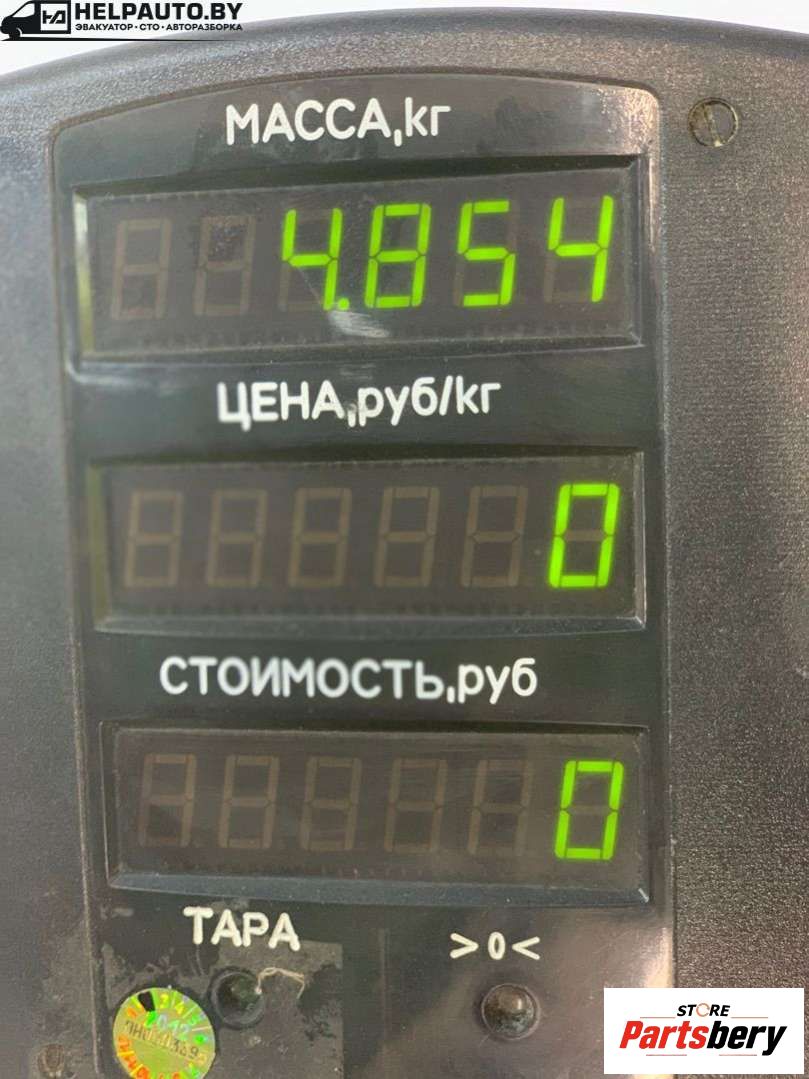 HELPAUTO.BY
ЭВАКУАТОР • СТО • АВТОРАЗБОРКА
МАССА,кг
4.854
ЦЕНА,руб/кг
0
СТОИМОСТЬ,руб
0
ТАРА
>0<
STORE
Partsbery